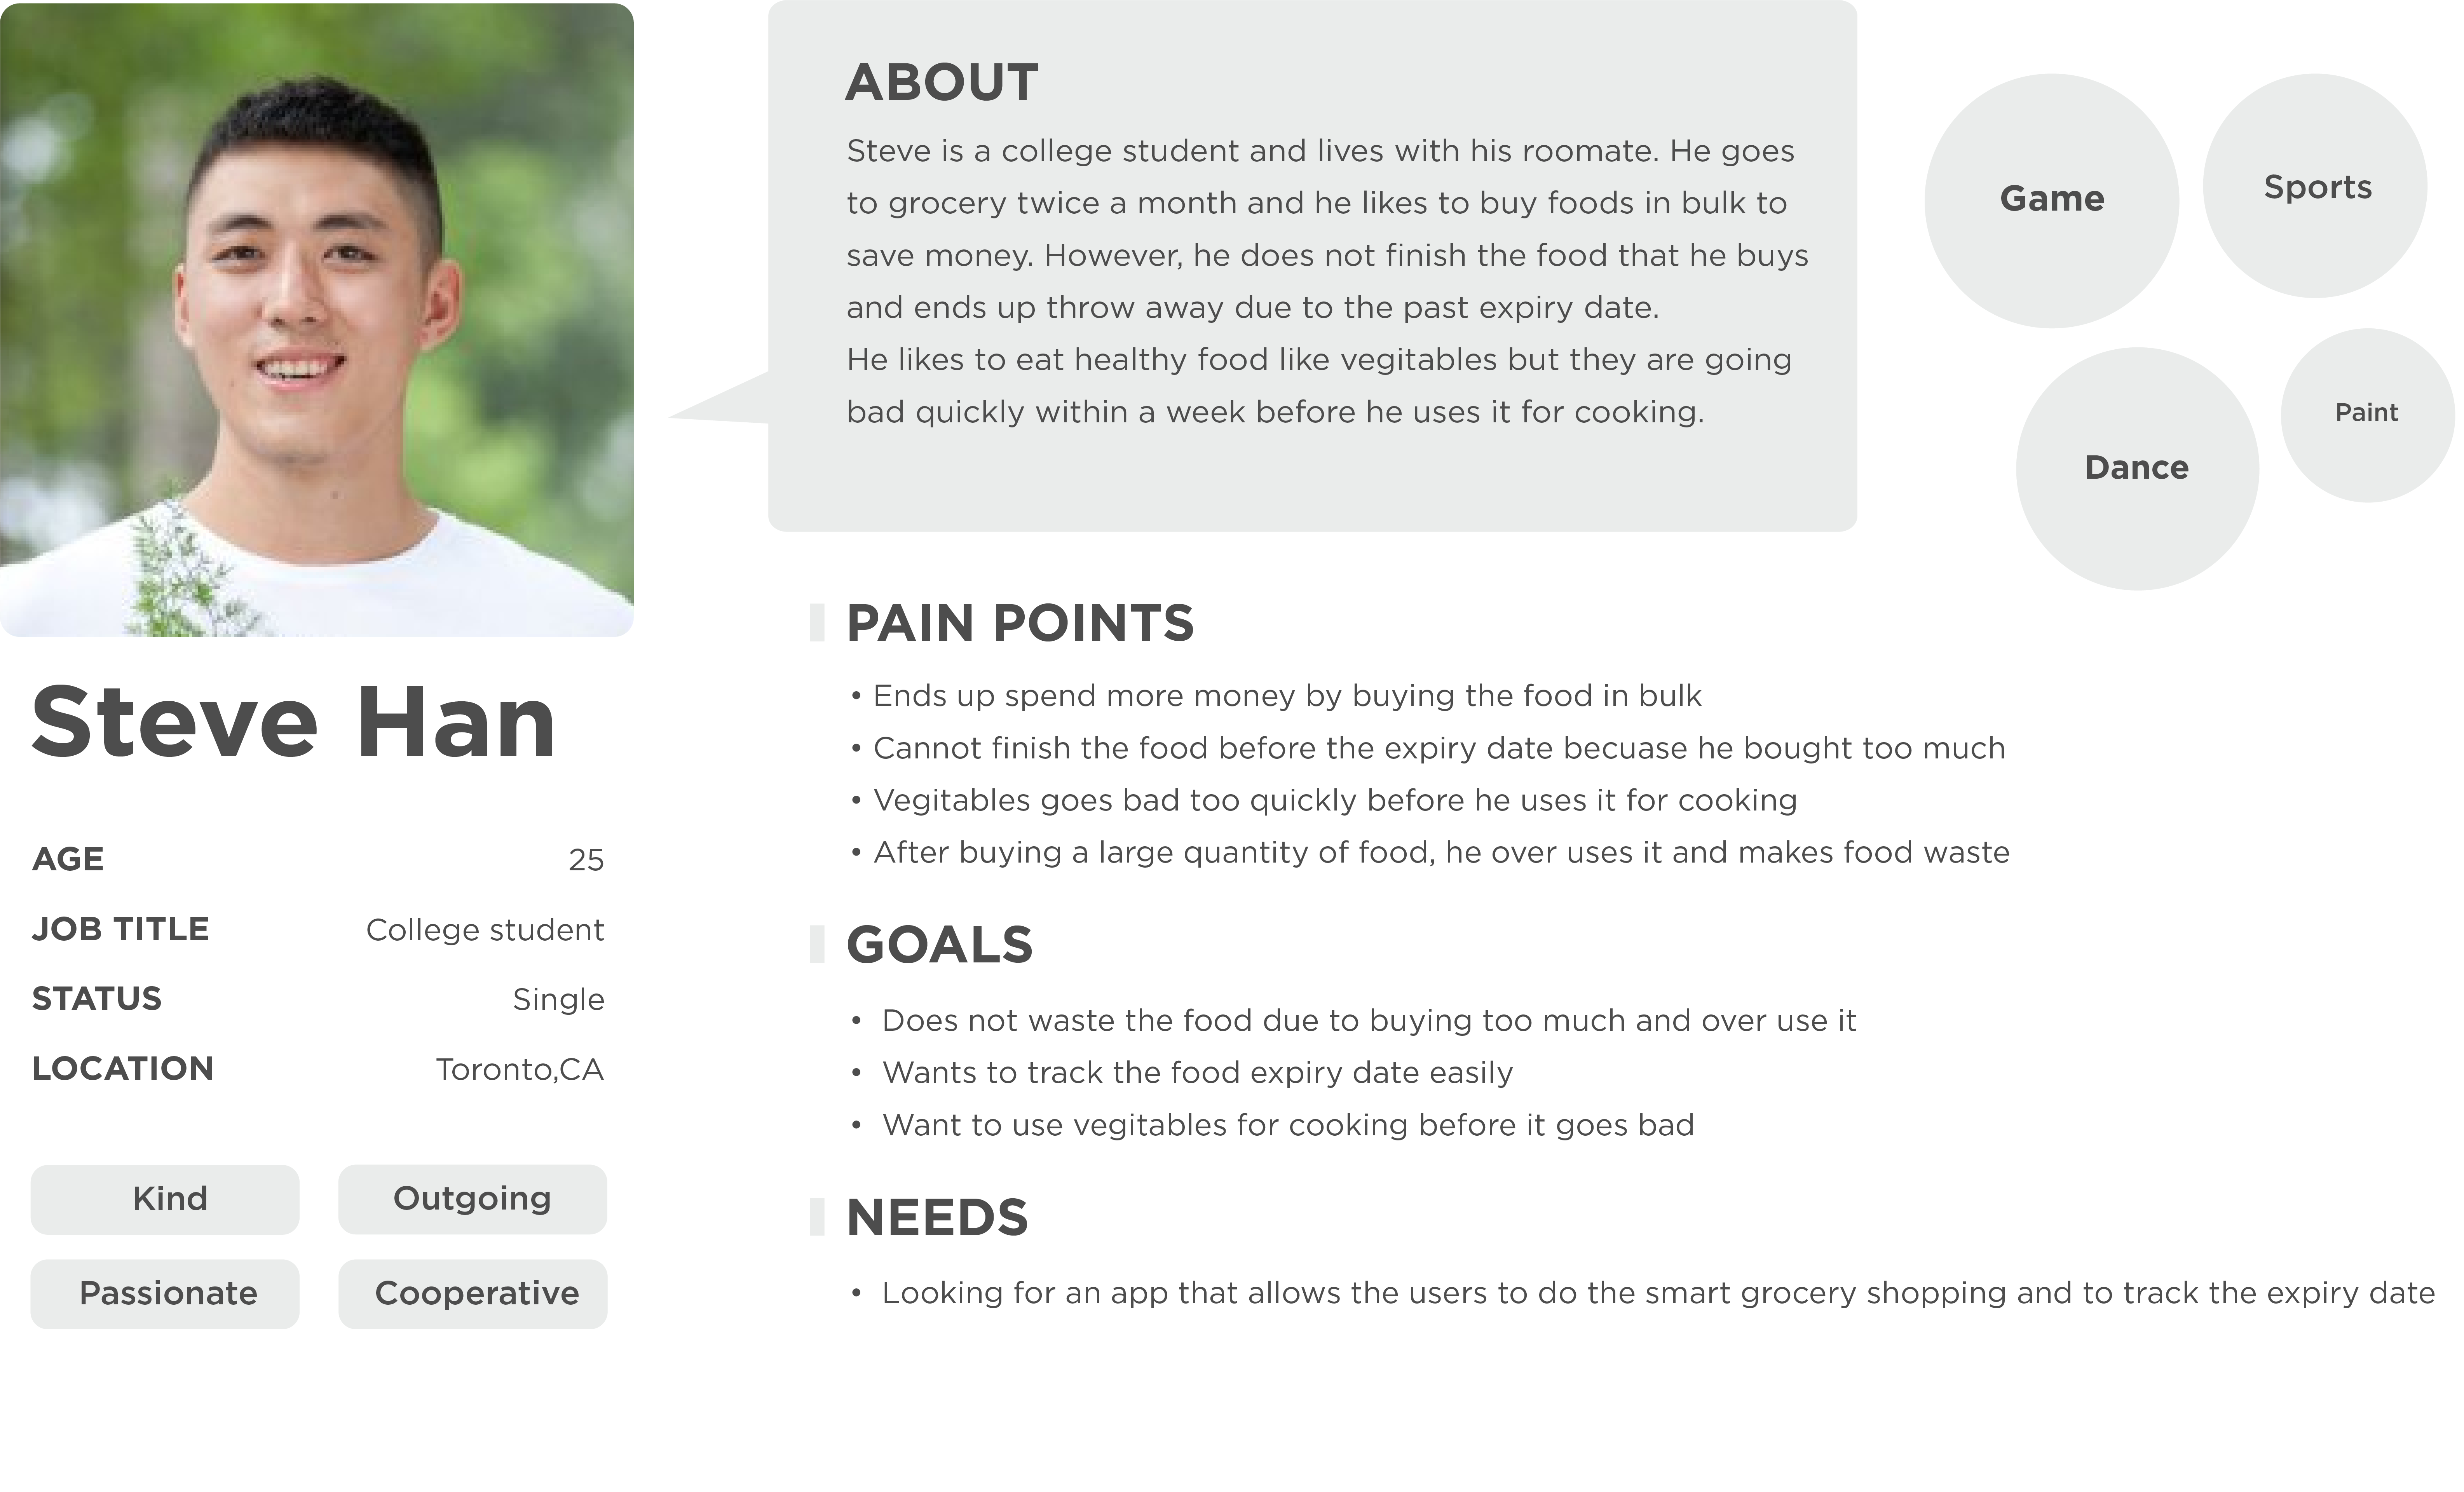 ABOUT
Steve is a college student and lives with his roomate. He goes
to grocery twice a month and he likes to buy foods in bulk to
save money. However, he does not finish the food that he buys
and ends up throw away due to the past expiry date.
He likes to eat healthy food like vegitables but they are going
bad quickly within a week before he uses it for cooking.
Game
Sports
Dance
Paint
Steve Han
AGE 25
JOB TITLE College student
STATUS Single
LOCATION Toronto,CA
Kind
Outgoing
Passionate
Cooperative
PAIN POINTS
• Ends up spend more money by buying the food in bulk
• Cannot finish the food before the expiry date becuase he bought too much
• Vegitables goes bad too quickly before he uses it for cooking
• After buying a large quantity of food, he over uses it and makes food waste
GOALS
• Does not waste the food due to buying too much and over use it
• Wants to track the food expiry date easily
• Want to use vegitables for cooking before it goes bad
NEEDS
• Looking for an app that allows the users to do the smart grocery shopping and to track the expiry date